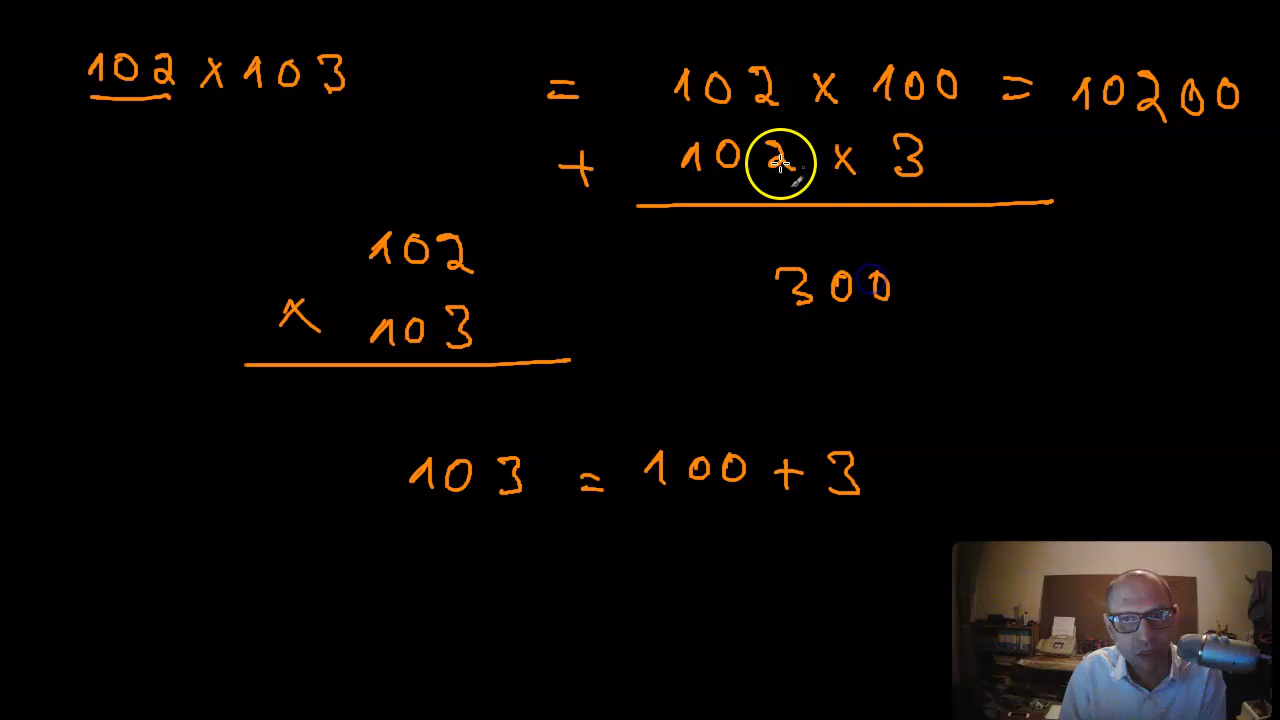 102 x 103 = 102 x 100 = 10200
+ 102 x 3
300
102
x 103
103 = 100 + 3